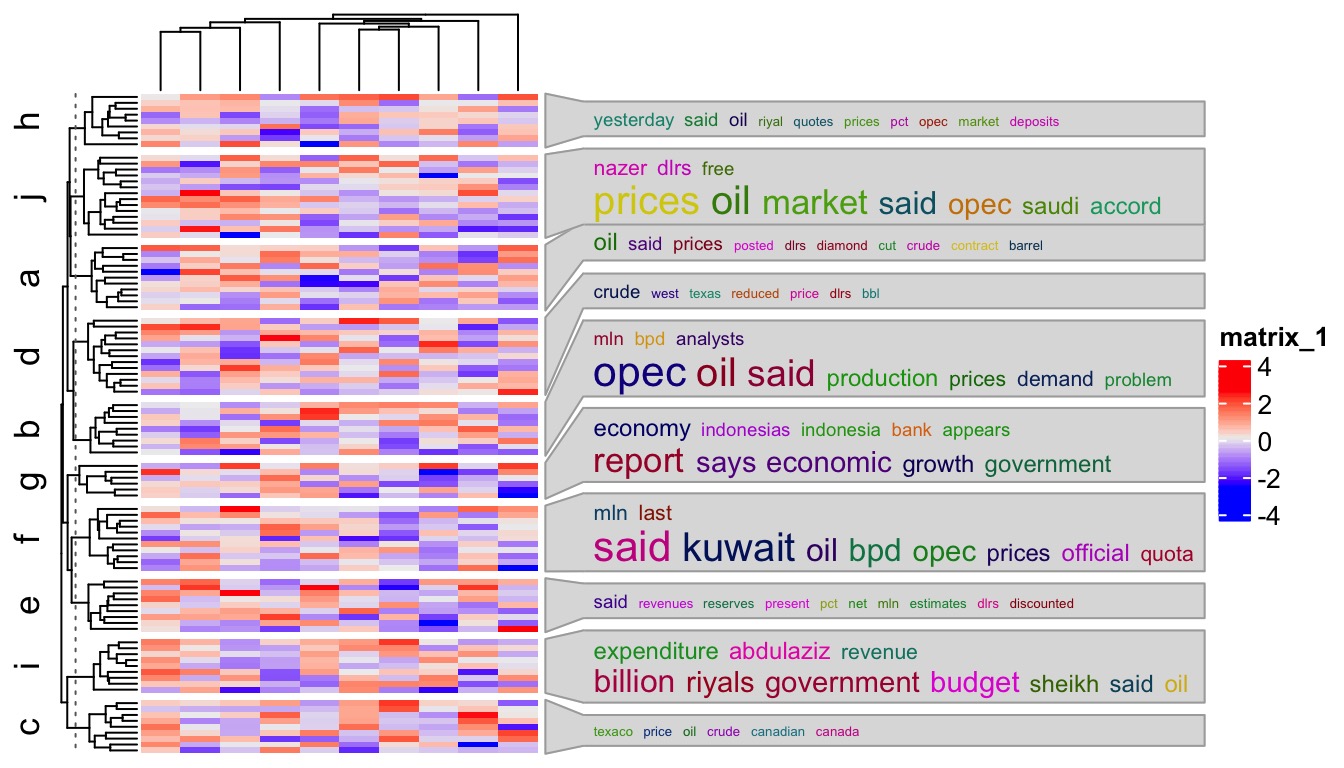 h
yesterday said oil riyal quotes prices pct opec market deposits
j
nazer dlrs free
prices oil market said opec saudi accord
a
oil said prices posted dlrs diamond cut crude contract barrel
d
crude west texas reduced price dlrs bbl
b
mln bpd analysts
opec oil said production prices demand problem
g
economy indonesias indonesia bank appears
report says economic growth government
f
mln last
said kuwait oil bpd opec prices official quota
e
said revenues reserves present pct net mln estimates dlrs discounted
i
expenditure abdulaziz revenue
billion riyals government budget sheikh said oil
c
texaco price oil crude canadian canada
matrix_1
4
2
0
-2
-4